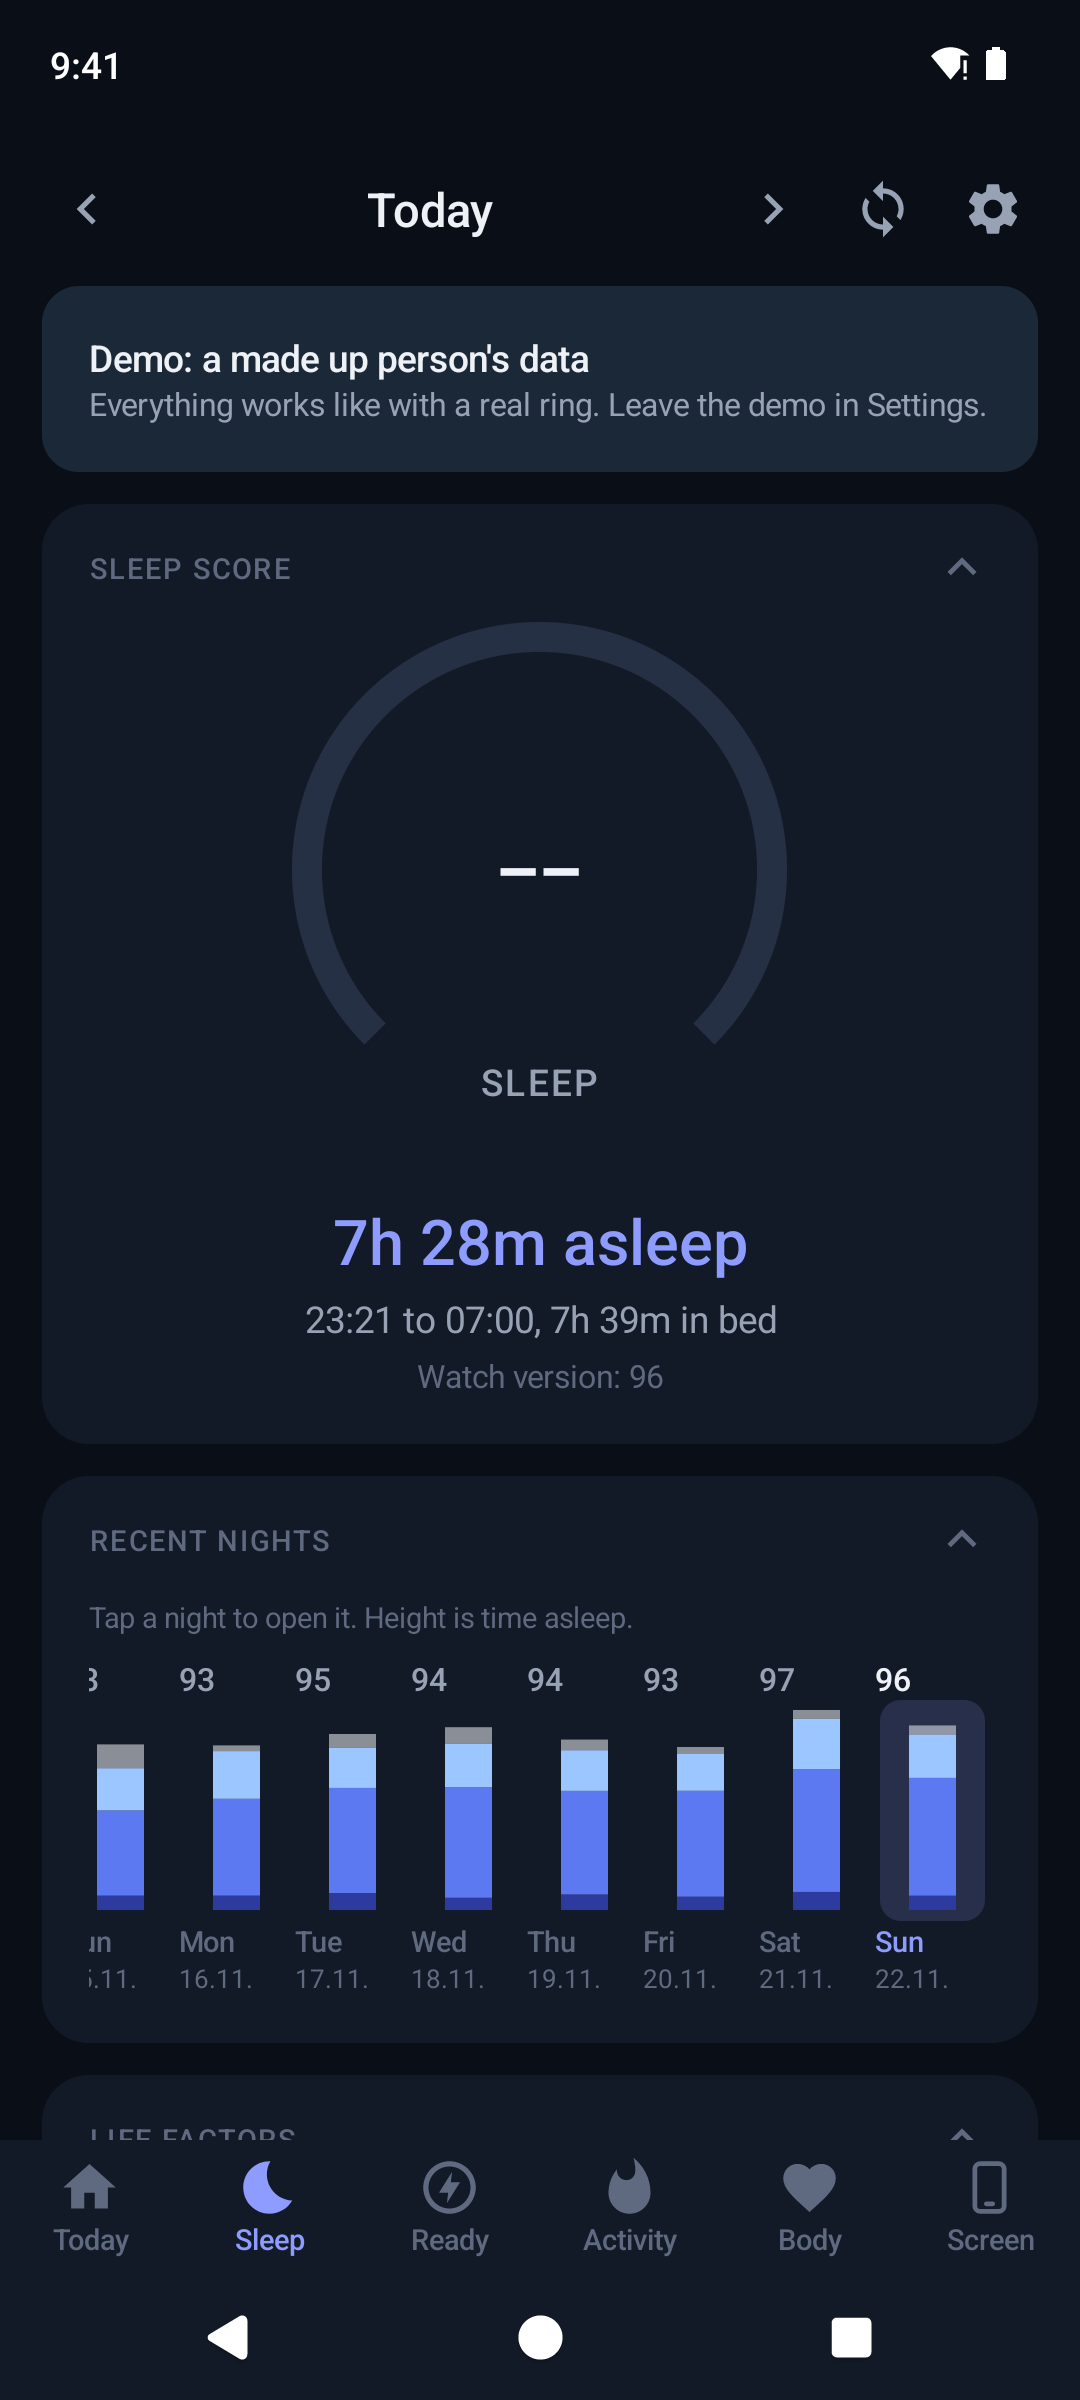 9:41
Today
Demo: a made up person's data
Everything works like with a real ring. Leave the demo in Settings.
SLEEP SCORE
--
SLEEP
7h 28m asleep
23:21 to 07:00, 7h 39m in bed
Watch version: 96
RECENT NIGHTS
Tap a night to open it. Height is time asleep.
93 95 94 94 93 97 96
Mon Tue Wed Thu Fri Sat Sun
16.11. 17.11. 18.11. 19.11. 20.11. 21.11. 22.11.
LIFE FACTORS
Today Sleep Ready Activity Body Screen